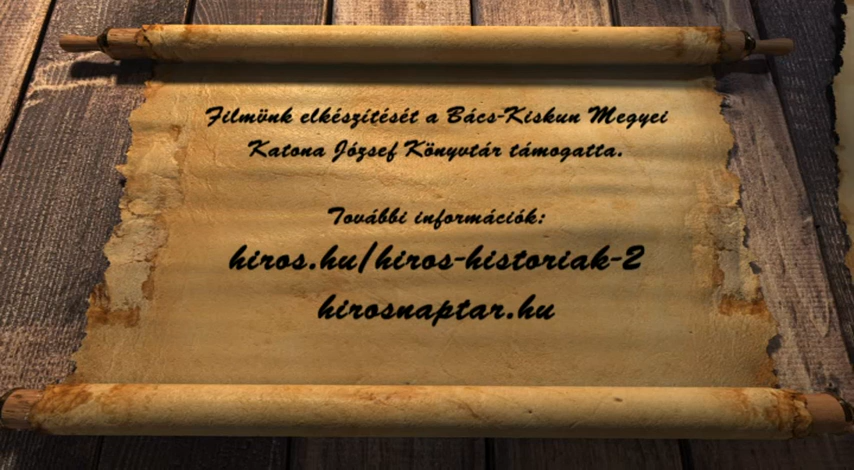 Filmünk elkészítését a Bács-Kiskun Megyei
Katona József Könyvtár támogatta.
További információk:
hiros.hu/hiros-historiak-2
hirosnaptar.hu